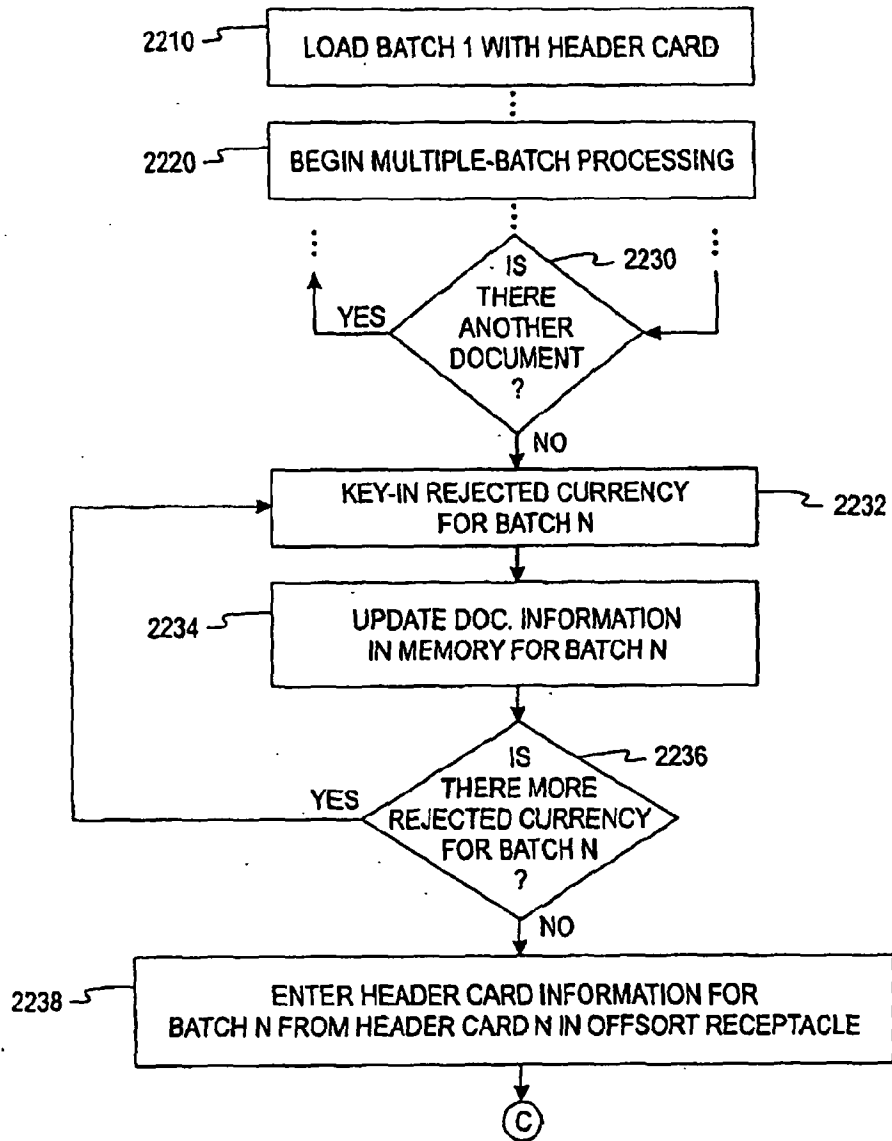 2210
LOAD BATCH 1 WITH HEADER CARD
2220
BEGIN MULTIPLE-BATCH PROCESSING
2230
IS
THERE
ANOTHER
DOCUMENT
?
YES
NO
KEY-IN REJECTED CURRENCY
FOR BATCH N
2232
2234
UPDATE DOC. INFORMATION
IN MEMORY FOR BATCH N
2236
IS
THERE MORE
REJECTED CURRENCY
FOR BATCH N
?
YES
NO
2238
ENTER HEADER CARD INFORMATION FOR
BATCH N FROM HEADER CARD N IN OFFSORT RECEPTACLE
C